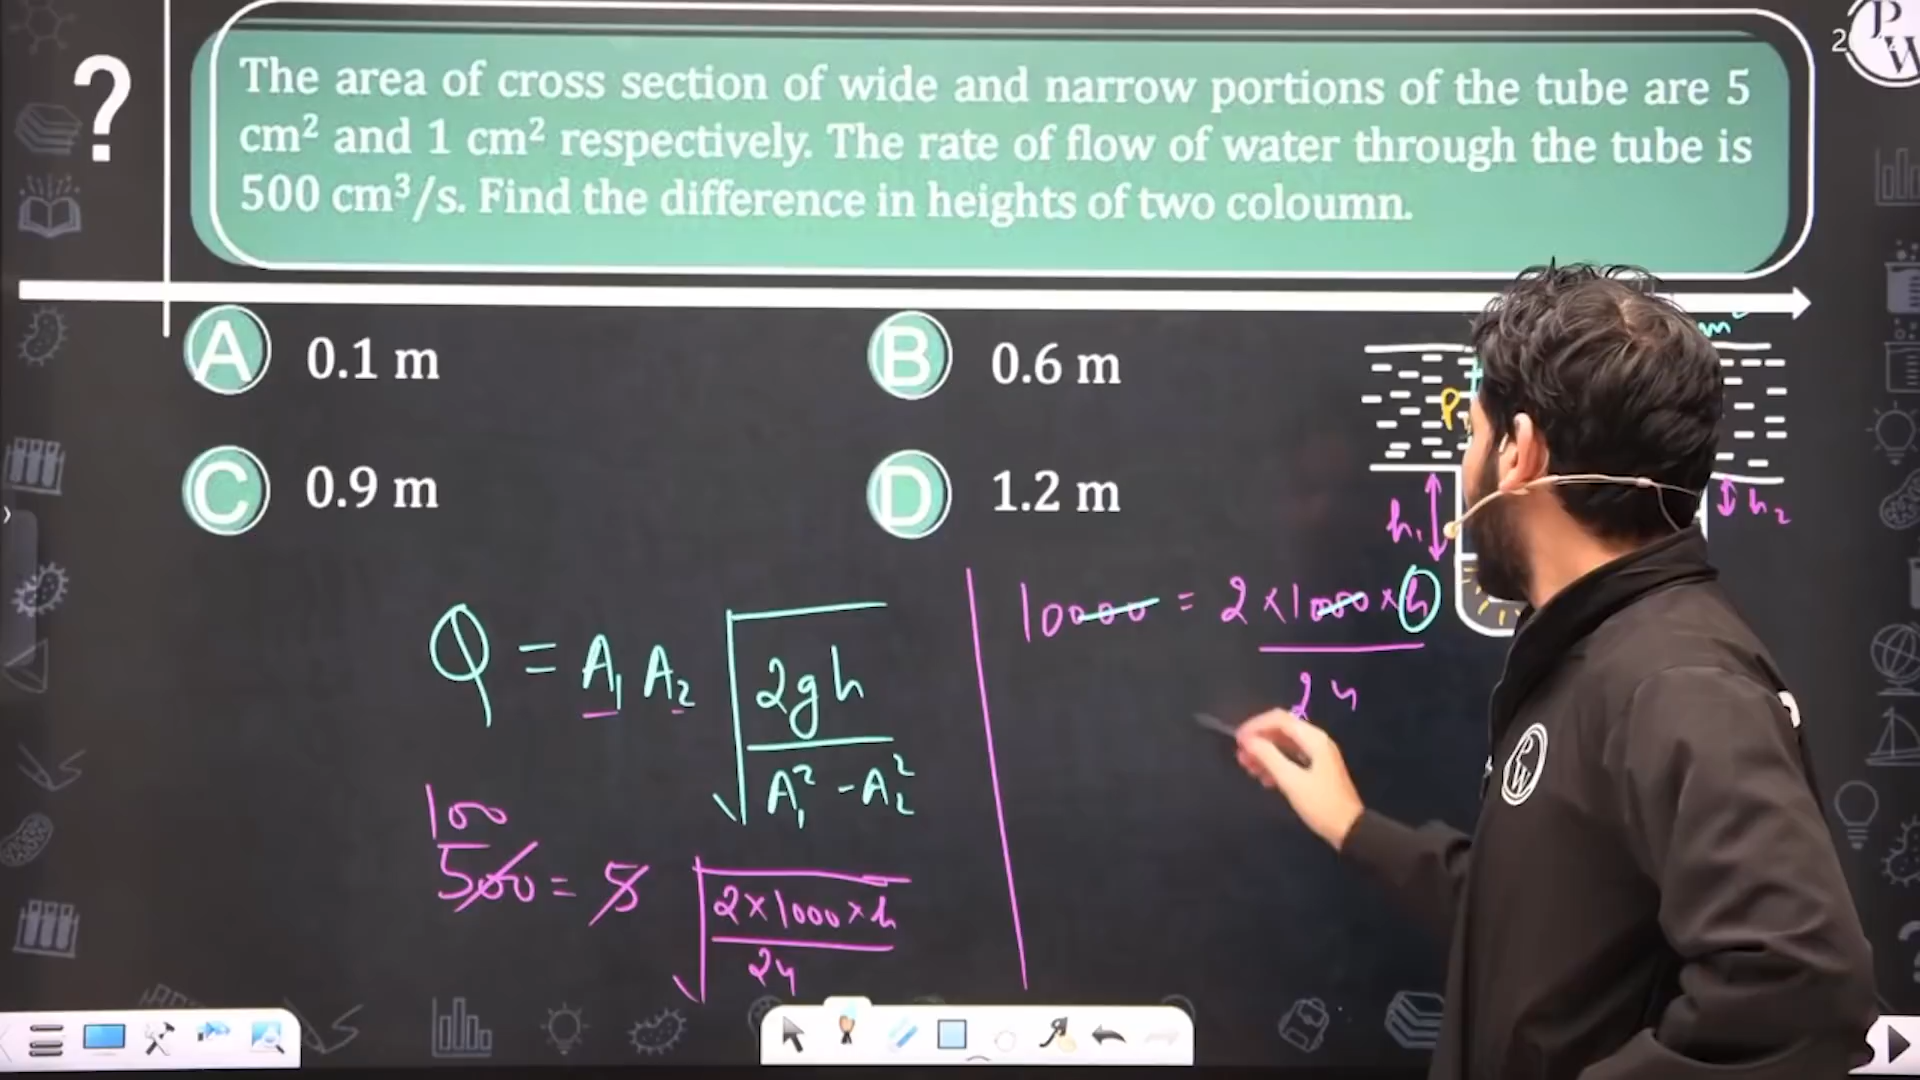 ?
The area of cross section of wide and narrow portions of the tube are 5
cm² and 1 cm² respectively. The rate of flow of water through the tube is
500 cm³/s. Find the difference in heights of two coloumn.
A 0.1 m
B 0.6 m
C 0.9 m
D 1.2 m
h₁
h₂
Q = A₁ A₂ √(2gh / (A₁² - A₂²))
100
500 = 5 √(2×1000×h / 24)
10000 = 2×1000×h / 24
PW
PW